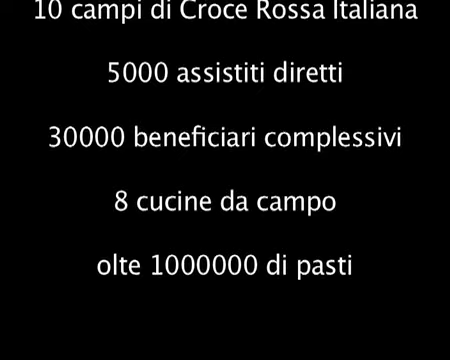 10 campi di Croce Rossa Italiana
5000 assistiti diretti
30000 beneficiari complessivi
8 cucine da campo
olte 1000000 di pasti